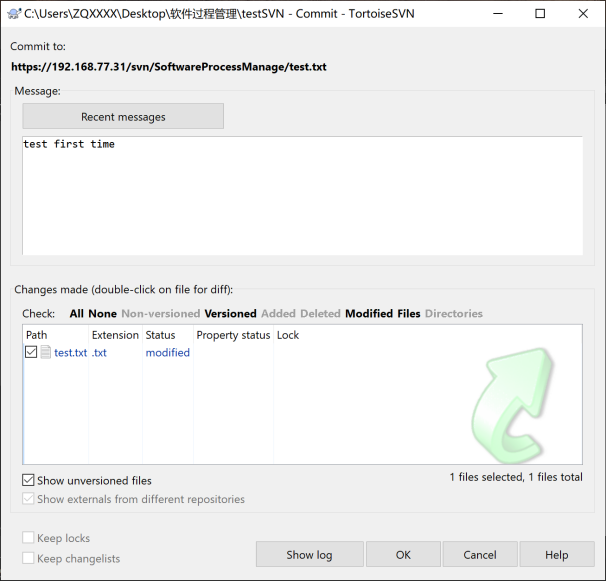 C:\Users\ZQXXXX\Desktop\软件过程管理\testSVN - Commit - TortoiseSVN
Commit to:
https://192.168.77.31/svn/SoftwareProcessManage/test.txt
Message:
Recent messages
test first time
Changes made (double-click on file for diff):
Check: All None Non-versioned Versioned Added Deleted Modified Files Directories
Path Extension Status Property status Lock
test.txt .txt modified
Show unversioned files
1 files selected, 1 files total
Show externals from different repositories
Keep locks
Keep changelists
Show log OK Cancel Help